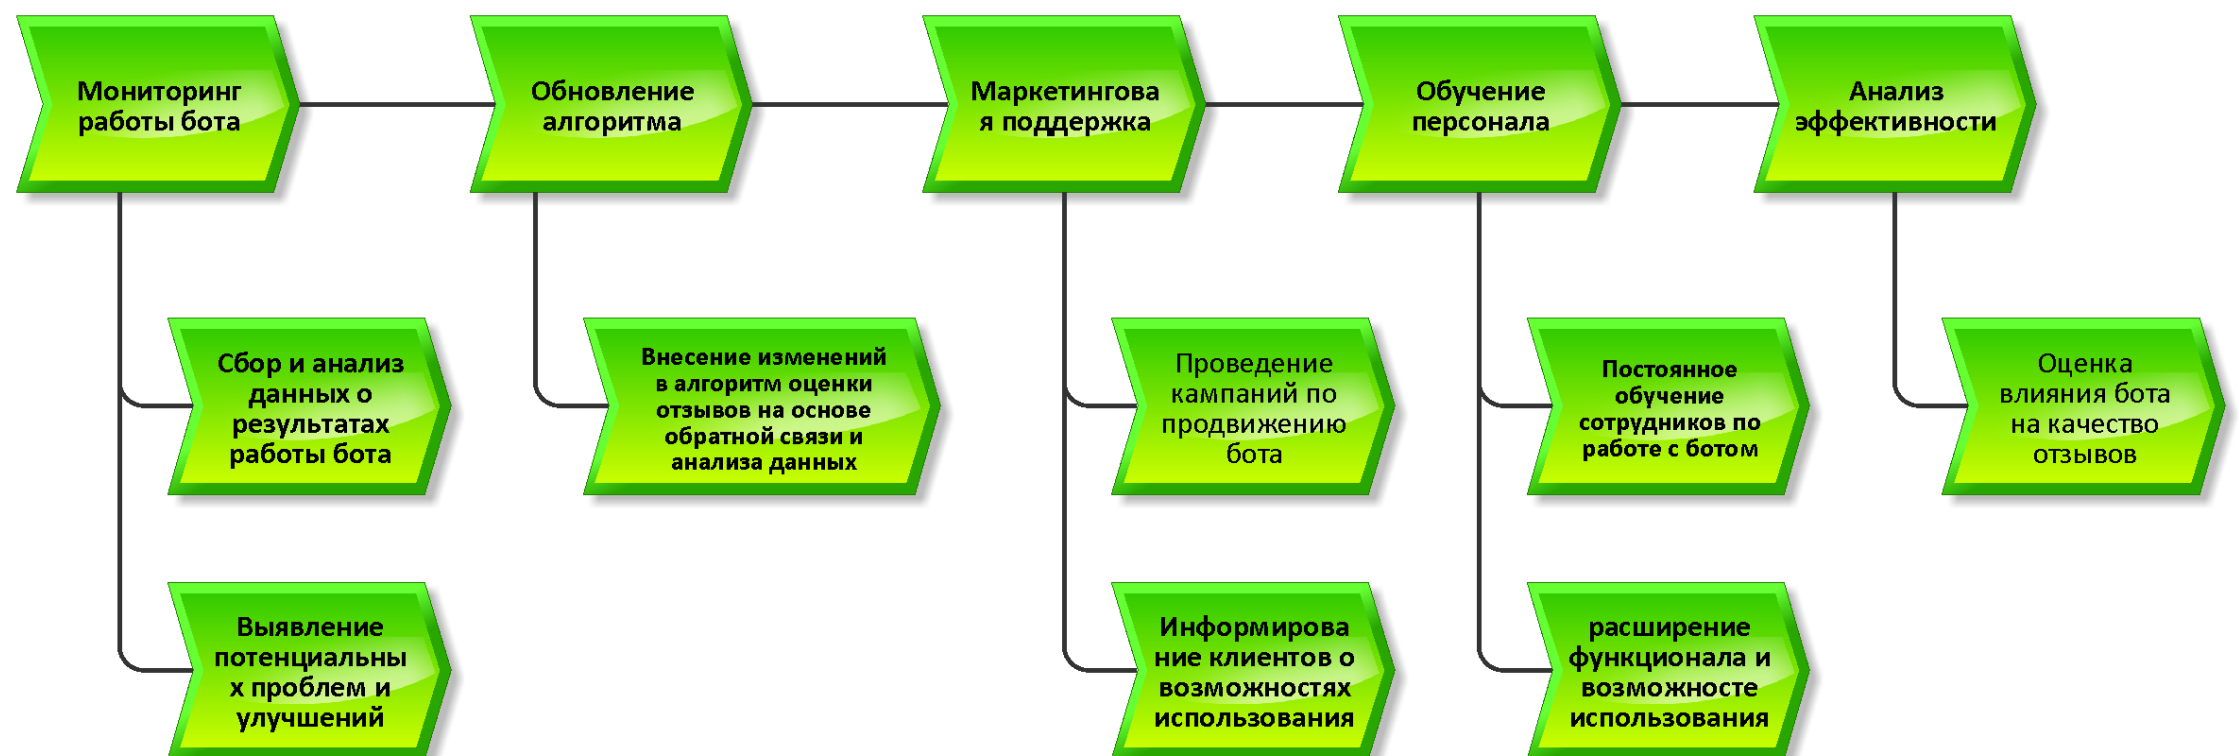 Мониторинг
работы бота
Обновление
алгоритма
Маркетингова
я поддержка
Обучение
персонала
Анализ
эффективности
Сбор и анализ
данных о
результатах
работы бота
Внесение изменений
в алгоритм оценки
отзывов на основе
обратной связи и
анализа данных
Проведение
кампаний по
продвижению
бота
Постоянное
обучение
сотрудников по
работе с ботом
Оценка
влияния бота
на качество
отзывов
Выявление
потенциальны
х проблем и
улучшений
Информирова
ние клиентов о
возможностях
использования
расширение
функционала и
возможносте
использования